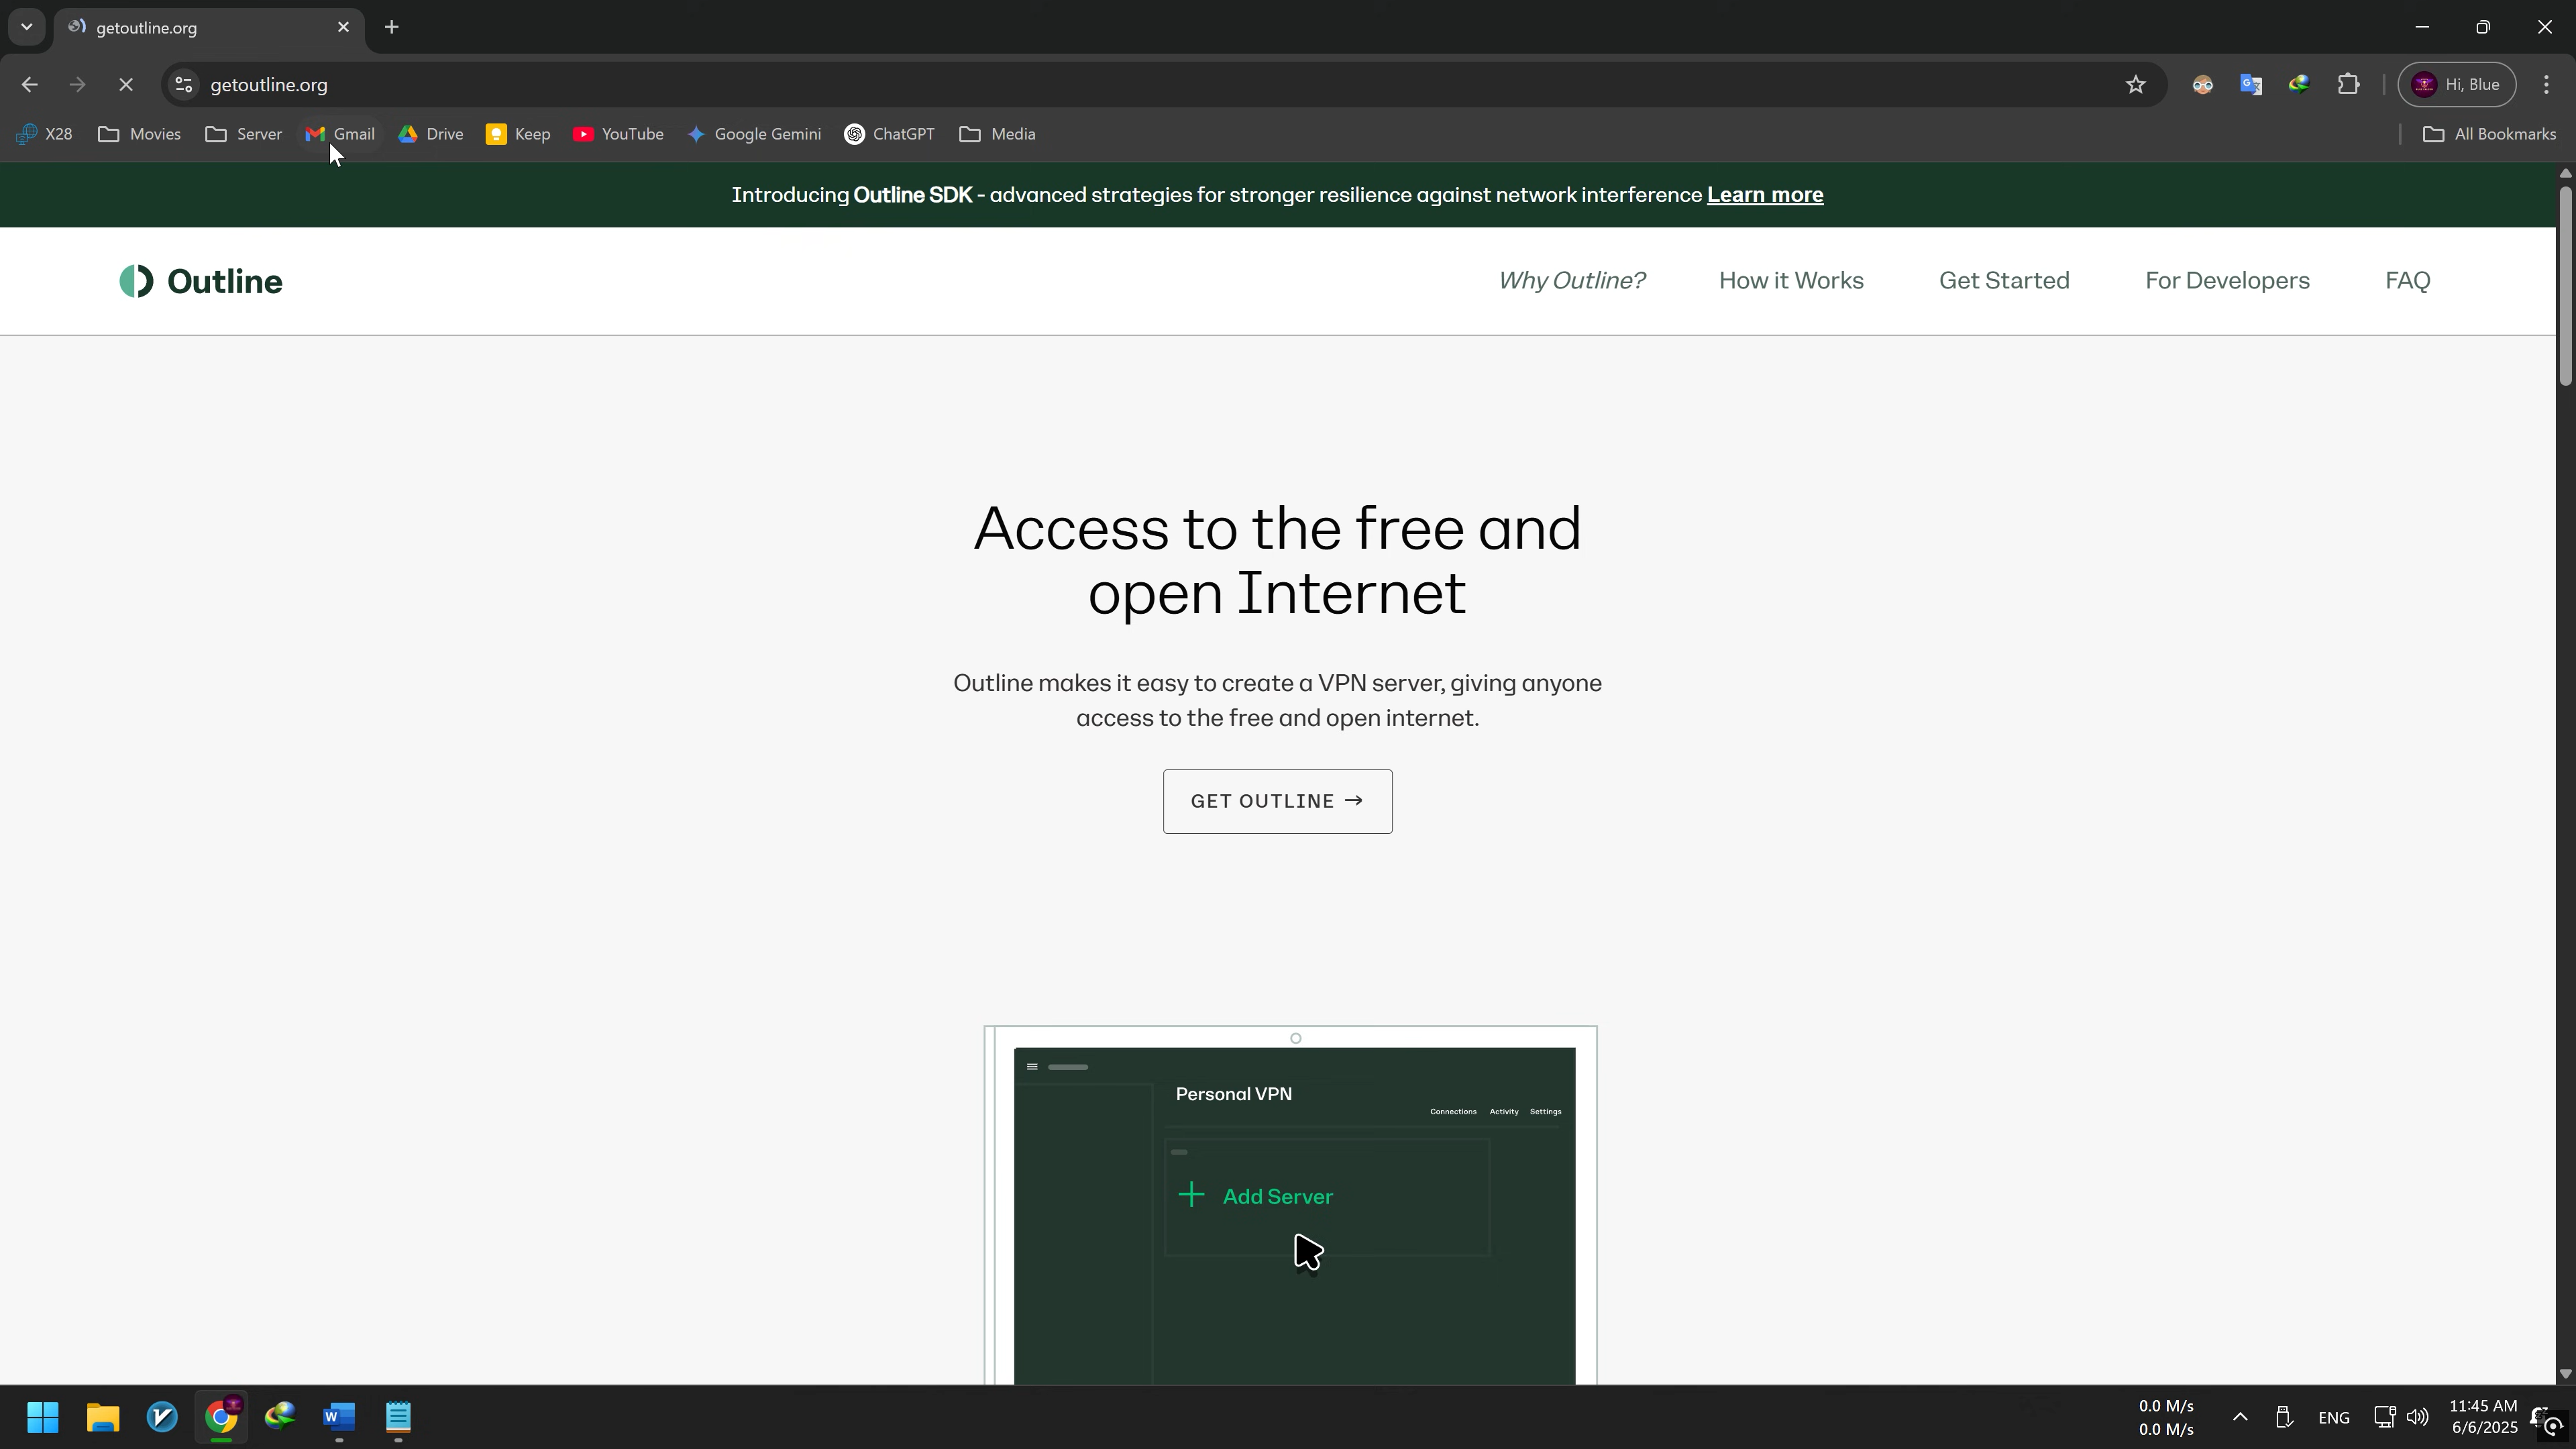 getoutline.org
getoutline.org
Hi, Blue
X28
Movies
Server
Gmail
Drive
Keep
YouTube
Google Gemini
ChatGPT
Media
All Bookmarks
Introducing Outline SDK - advanced strategies for stronger resilience against network interference Learn more
Outline
Why Outline?
How it Works
Get Started
For Developers
FAQ
Access to the free and
open Internet
Outline makes it easy to create a VPN server, giving anyone
access to the free and open internet.
GET OUTLINE →
Personal VPN
Connections
Activity
Settings
+ Add Server
0.0 M/s
0.0 M/s
ENG
11:45 AM
6/6/2025